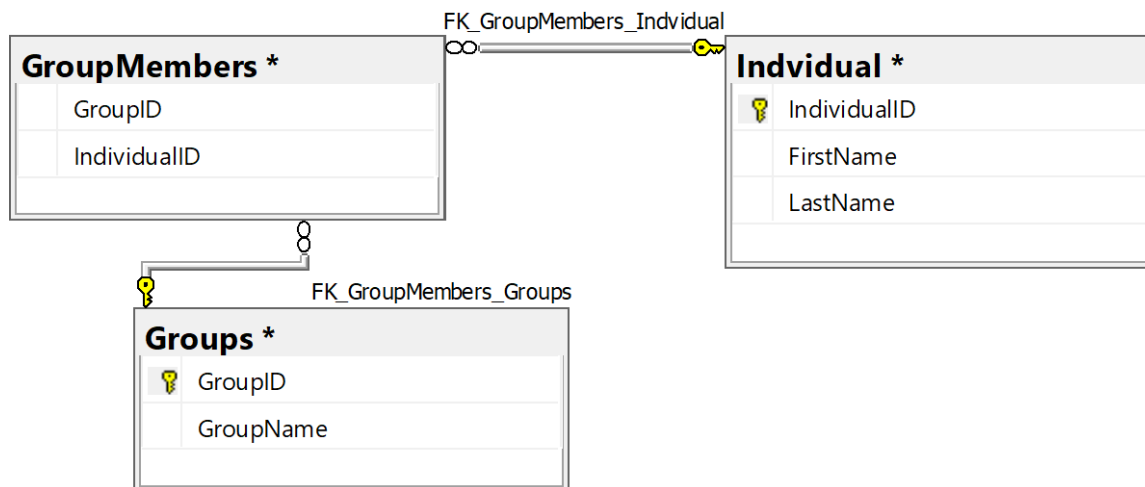 FK_GroupMembers_Indvidual
GroupMembers *
GroupID
IndividualID
Indvidual *
IndividualID
FirstName
LastName
FK_GroupMembers_Groups
Groups *
GroupID
GroupName